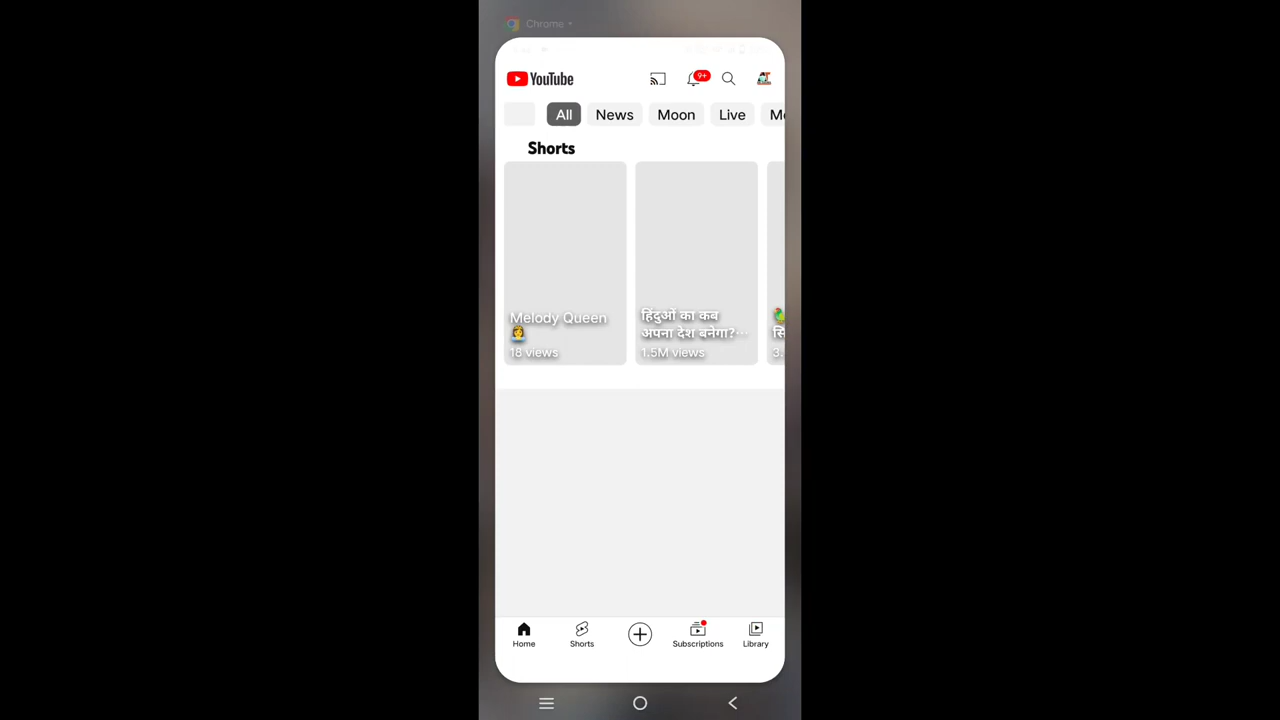 Chrome
YouTube
9+
All News Moon Live
Shorts
Melody Queen
18 views
हिंदुओं का कब
अपना देश बनेगा?...
1.5M views
Home Shorts Subscriptions Library